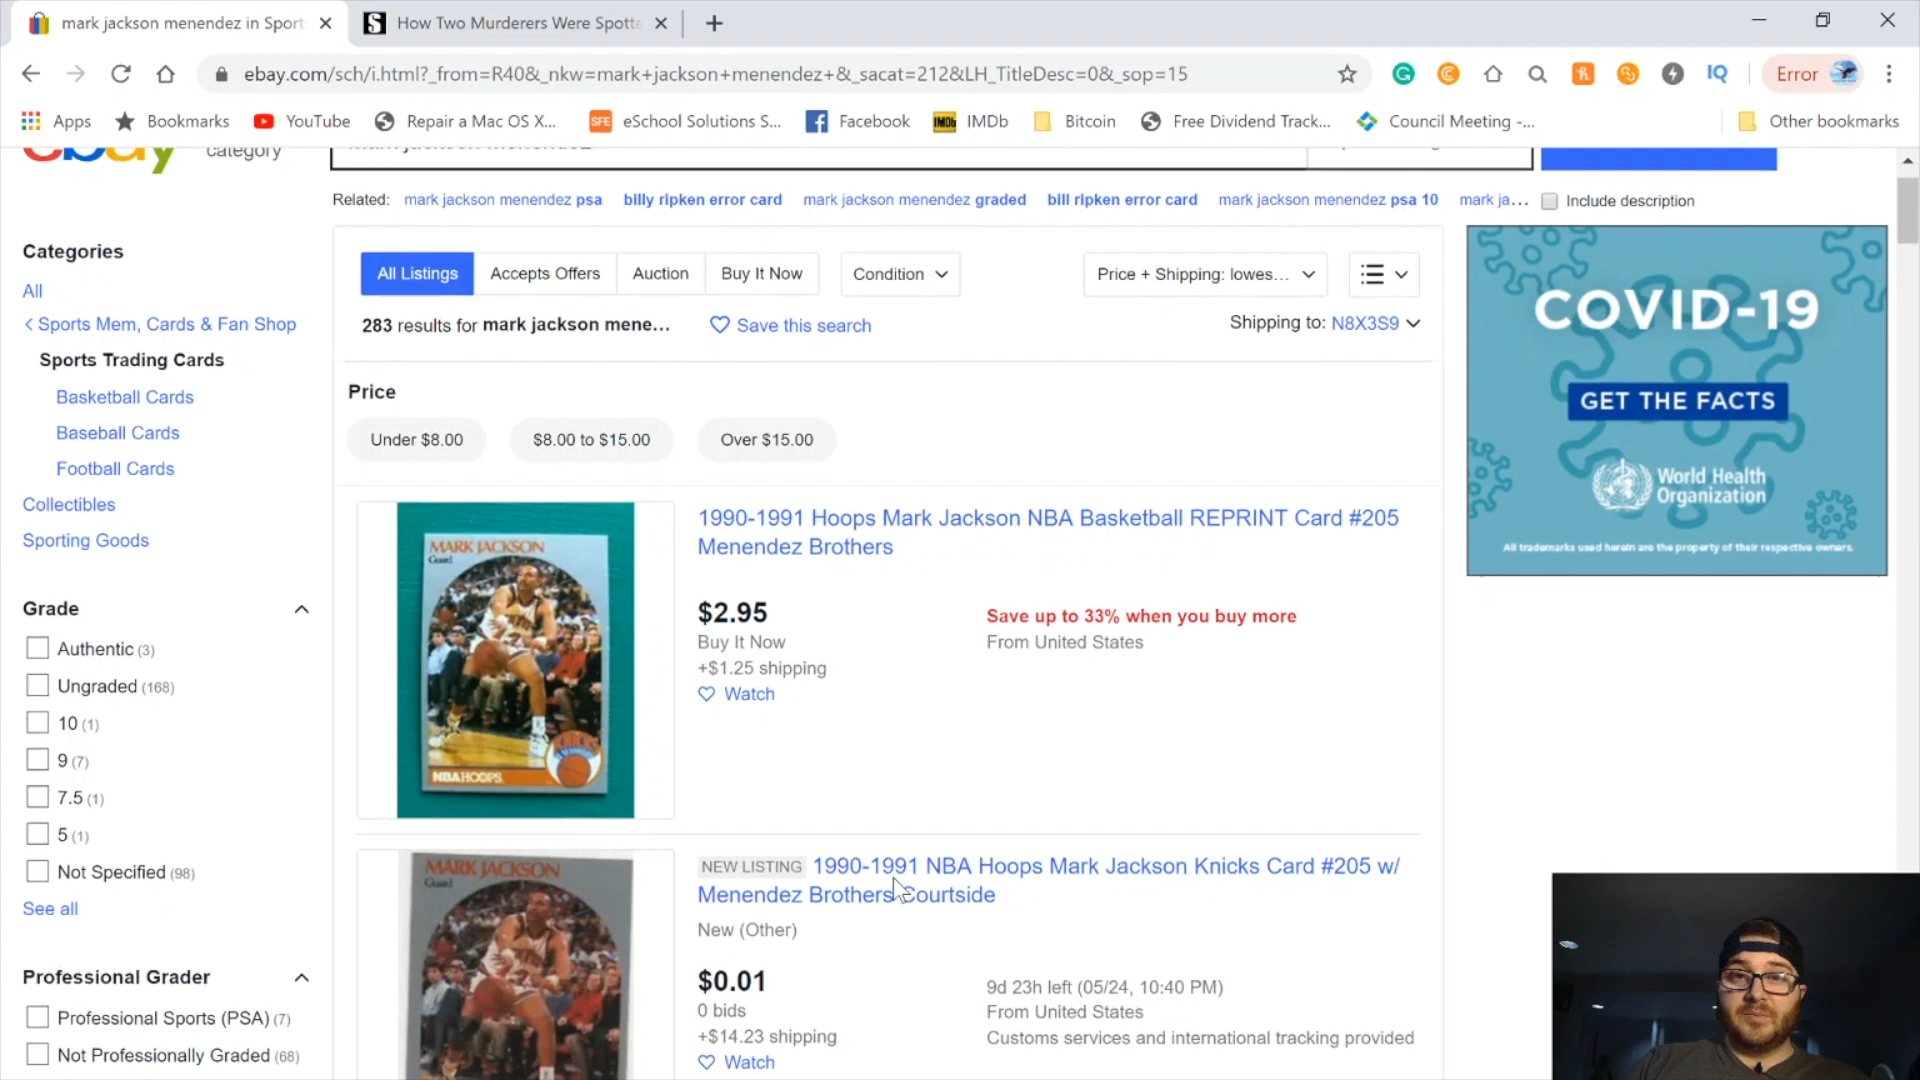 mark jackson menendez in Sport
How Two Murderers Were Spotte
ebay.com/sch/i.html?_from=R40&_nkw=mark+jackson+menendez+&_sacat=212&LH_TitleDesc=0&_sop=15
Error
Apps
Bookmarks
YouTube
Repair a Mac OS X...
SFE
eSchool Solutions S...
Facebook
IMDb
IMDb
Bitcoin
Free Dividend Track...
Council Meeting -...
Other bookmarks
IQ
ebay
category
Related: mark jackson menendez psa billy ripken error card mark jackson menendez graded bill ripken error card mark jackson menendez psa 10 mark ja...
Include description
Categories
All
Sports Mem, Cards & Fan Shop
Sports Trading Cards
Basketball Cards
Baseball Cards
Football Cards
Collectibles
Sporting Goods
Grade
Authentic (3)
Ungraded (168)
10 (1)
9 (7)
7.5 (1)
5 (1)
Not Specified (98)
See all
Professional Grader
Professional Sports (PSA) (7)
Not Professionally Graded (68)
All Listings
Accepts Offers
Auction
Buy It Now
Condition
Price + Shipping: lowes...
283 results for mark jackson mene...
Save this search
Shipping to: N8X3S9
Price
Under $8.00
$8.00 to $15.00
Over $15.00
MARK JACKSON
Guard
NBA HOOPS
1990-1991 Hoops Mark Jackson NBA Basketball REPRINT Card #205
Menendez Brothers
$2.95
Buy It Now
+$1.25 shipping
Watch
Save up to 33% when you buy more
From United States
MARK JACKSON
Guard
NEW LISTING 1990-1991 NBA Hoops Mark Jackson Knicks Card #205 w/
Menendez Brothers Courtside
New (Other)
$0.01
0 bids
+$14.23 shipping
Watch
9d 23h left (05/24, 10:40 PM)
From United States
Customs services and international tracking provided
COVID-19
GET THE FACTS
World Health
Organization
All trademarks used herein are the property of their respective owners.